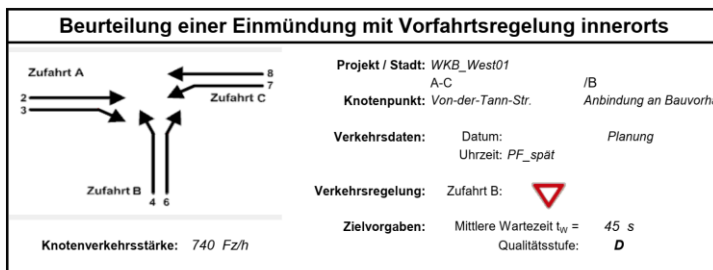 Beurteilung einer Einmündung mit Vorfahrtsregelung innerorts
Zufahrt A
8
7
Zufahrt C
2
3
Zufahrt B
4 6
Knotenverkehrsstärke: 740 Fz/h
Projekt / Stadt: WKB_West01
A-C /B
Knotenpunkt: Von-der-Tann-Str. Anbindung an Bauvorha
Verkehrsdaten: Datum: Planung
Uhrzeit: PF_spät
Verkehrsregelung: Zufahrt B:
Zielvorgaben: Mittlere Wartezeit tW = 45 s
Qualitätsstufe: D